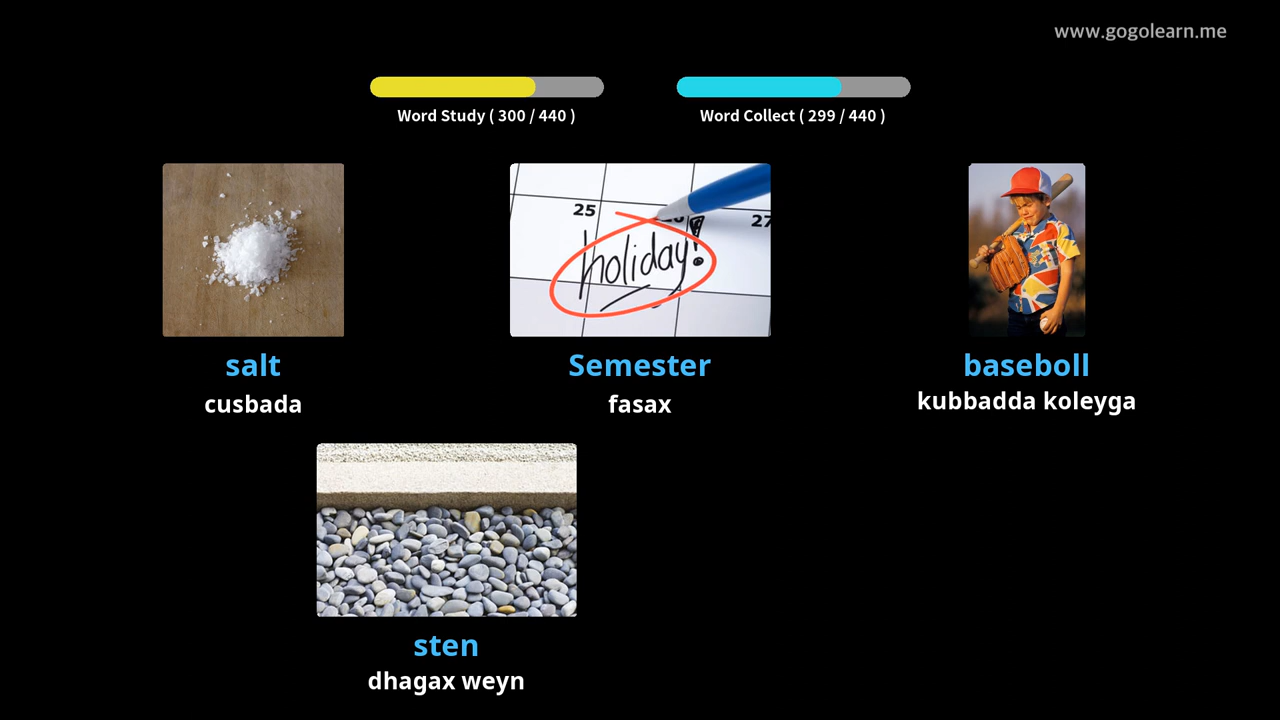 www.gogolearn.me
Word Study ( 300 / 440 )
Word Collect ( 299 / 440 )
25
27
holiday!
salt
Semester
baseboll
cusbada
fasax
kubbadda koleyga
sten
dhagax weyn